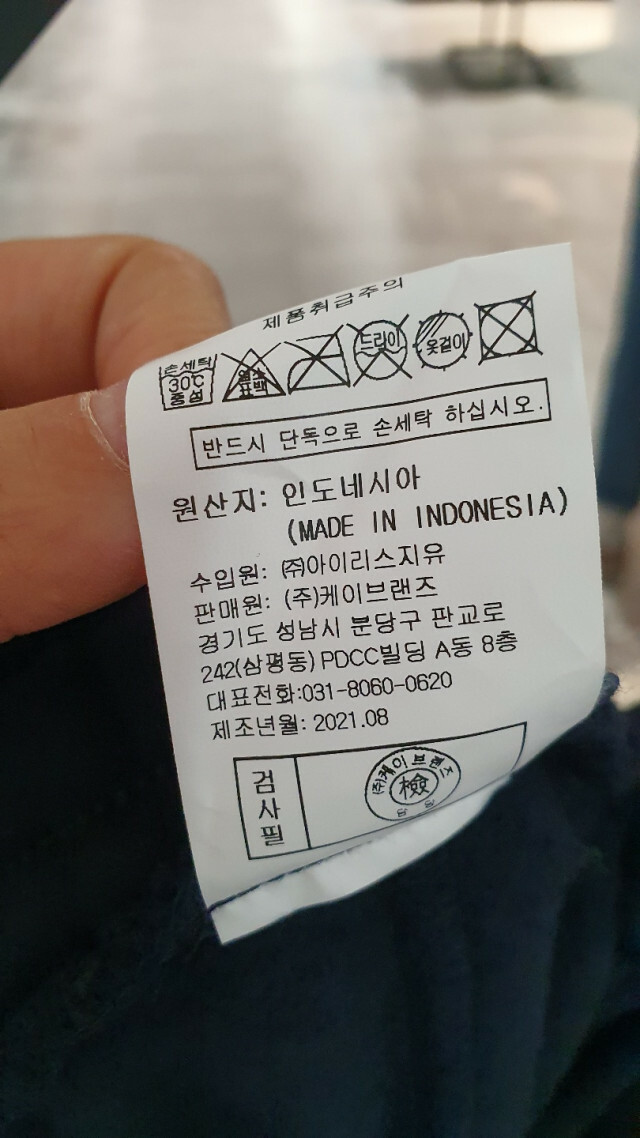 제품취급주의
손세탁
30℃
중성
염소
표백
드라이
옷걸이
반드시 단독으로 손세탁 하십시오.
원산지: 인도네시아
(MADE IN INDONESIA)
수입원: ㈜아이리스지유
판매원: (주)케이브랜즈
경기도 성남시 분당구 판교로
242(삼평동) PDCC빌딩 A동 8층
대표전화:031-8060-0620
제조년월: 2021.08
검사필
(주)케이브랜즈
檢